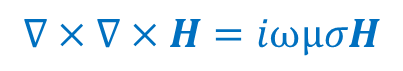 ∇ × ∇ × H = iωμσH